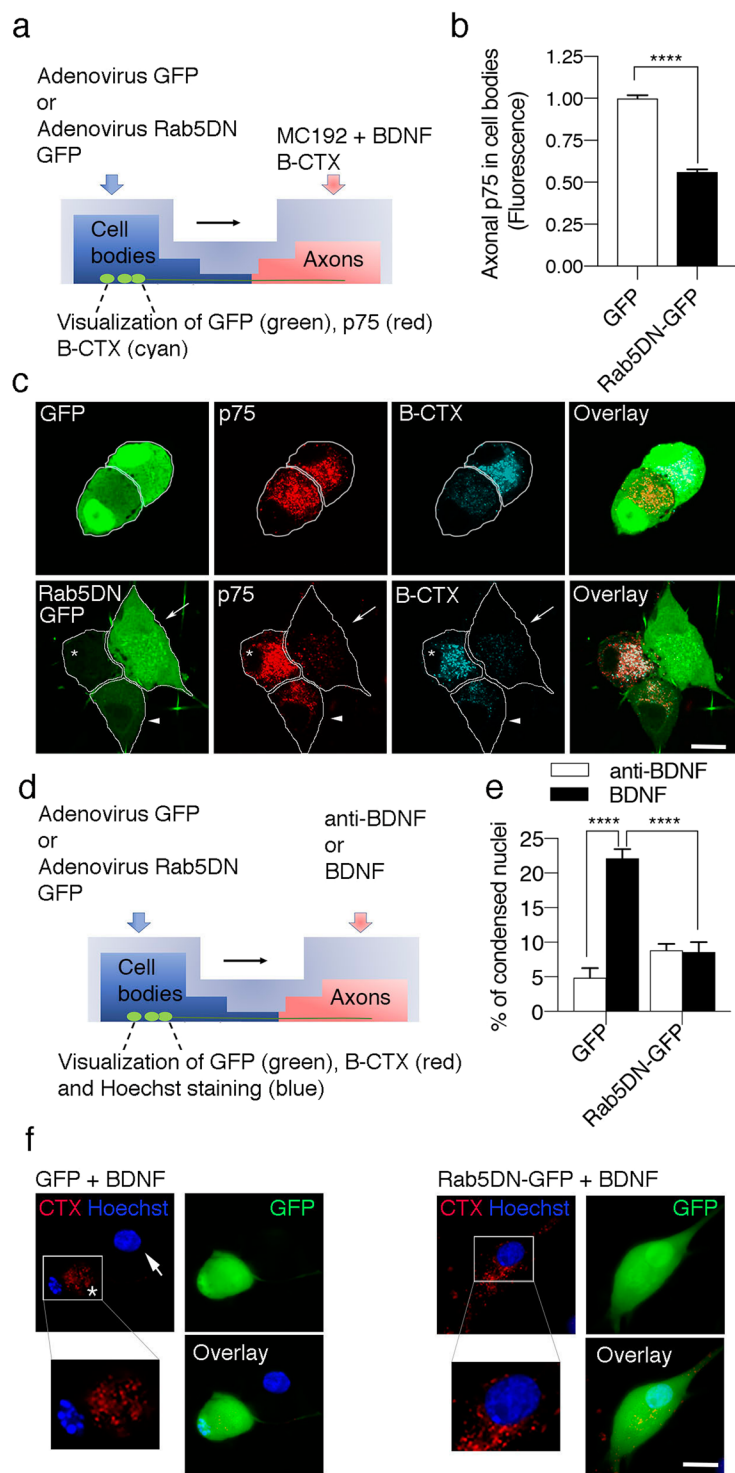 a
Adenovirus GFP
or
Adenovirus Rab5DN
GFP
MC192 + BDNF
B-CTX
Cell
bodies
Axons
Visualization of GFP (green), p75 (red)
B-CTX (cyan)
b
Axonal p75 in cell bodies
(Fluorescence)
1.25
1.00
0.75
0.50
0.25
0.00
****
GFP
Rab5DN-GFP
c
GFP
p75
B-CTX
Overlay
Rab5DN
GFP
*
p75
*
B-CTX
*
Overlay
d
Adenovirus GFP
or
Adenovirus Rab5DN
GFP
anti-BDNF
or
BDNF
Cell
bodies
Axons
Visualization of GFP (green), B-CTX (red)
and Hoechst staining (blue)
e
anti-BDNF
BDNF
% of condensed nuclei
25
20
15
10
5
0
**** ****
GFP
Rab5DN-GFP
f
GFP + BDNF
CTX Hoechst
*
GFP
Overlay
Rab5DN-GFP + BDNF
CTX Hoechst
GFP
Overlay